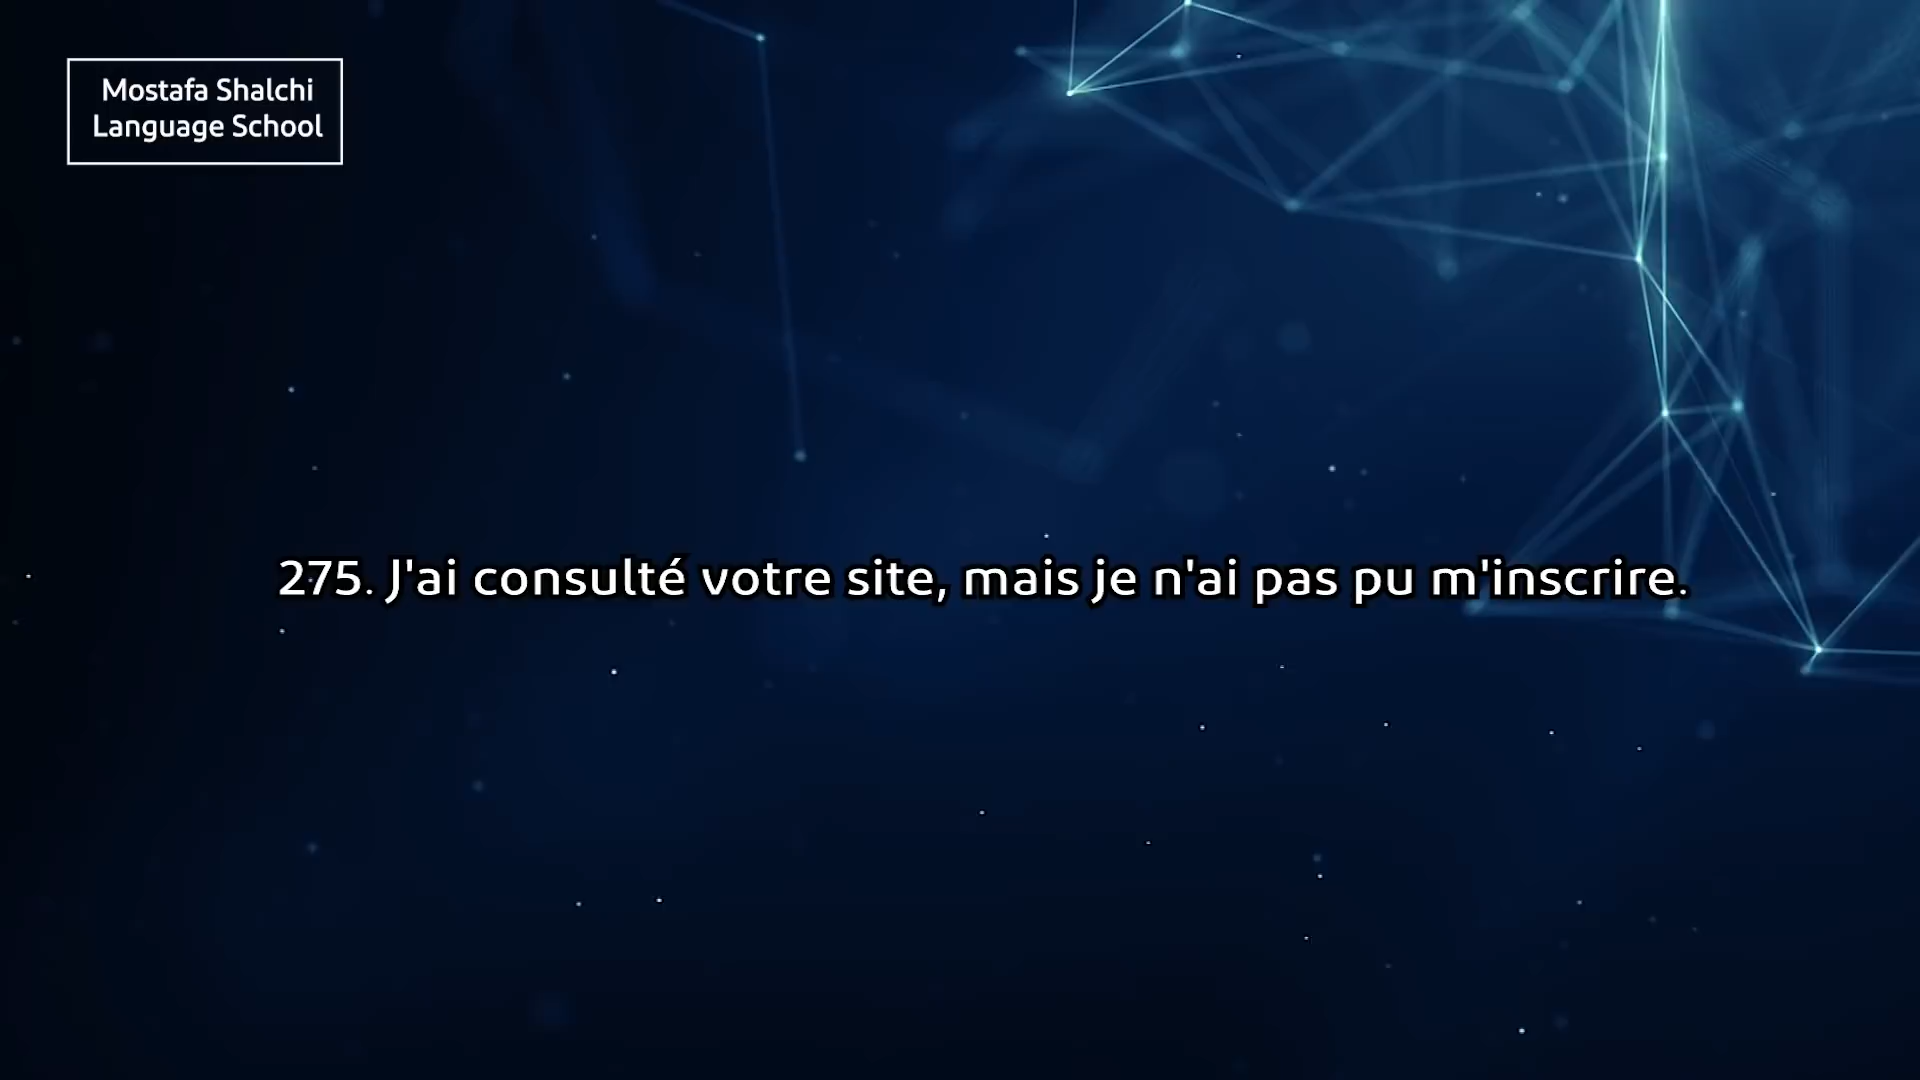 Mostafa Shalchi
Language School
275. J'ai consulté votre site, mais je n'ai pas pu m'inscrire.